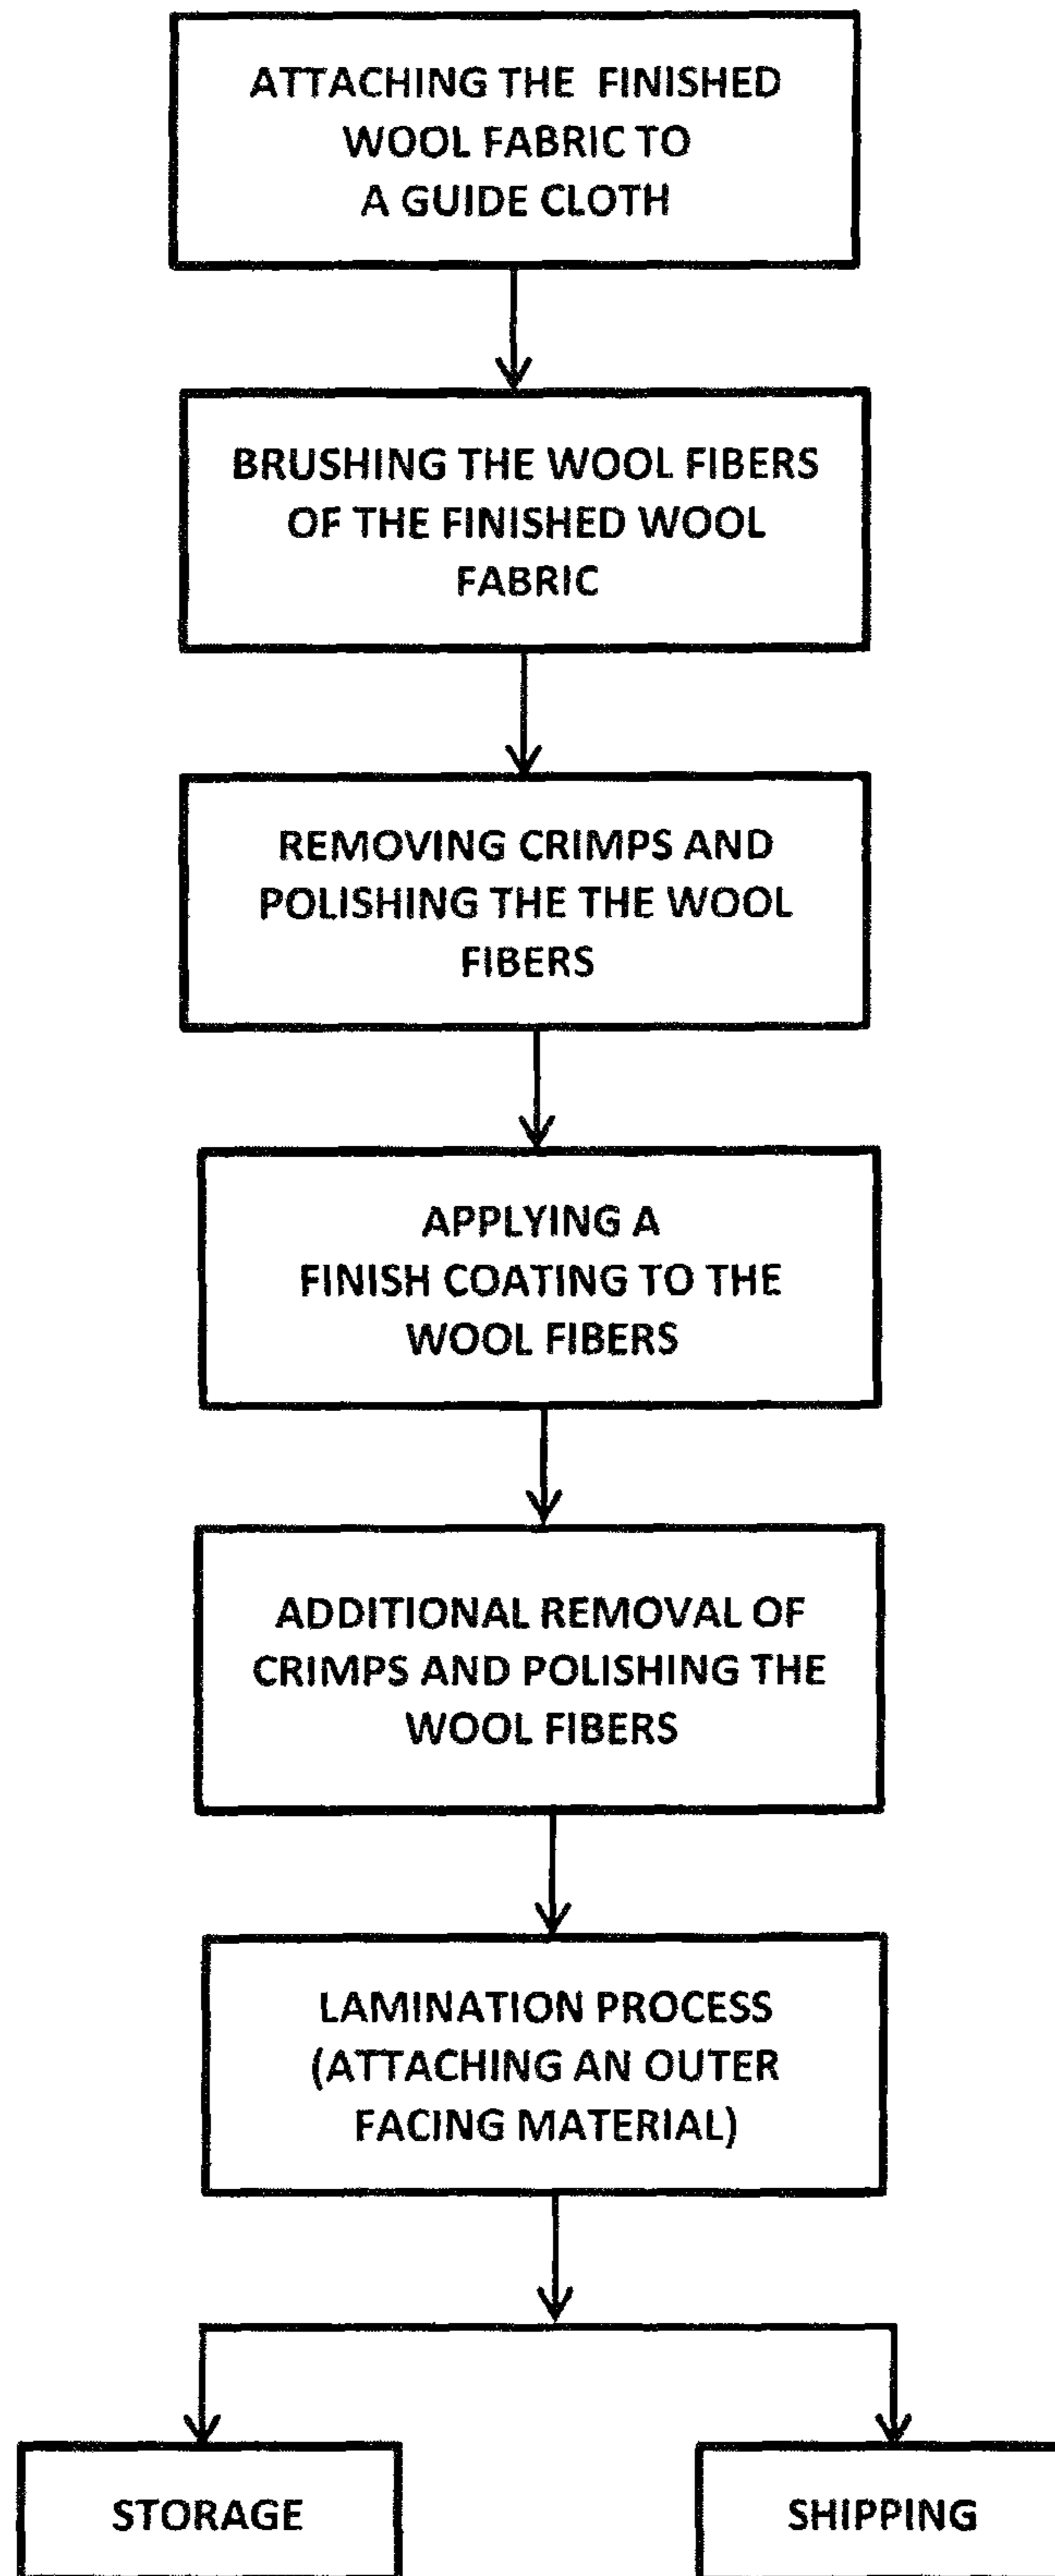 ATTACHING THE FINISHED
WOOL FABRIC TO
A GUIDE CLOTH
BRUSHING THE WOOL FIBERS
OF THE FINISHED WOOL
FABRIC
REMOVING CRIMPS AND
POLISHING THE THE WOOL
FIBERS
APPLYING A
FINISH COATING TO THE
WOOL FIBERS
ADDITIONAL REMOVAL OF
CRIMPS AND POLISHING THE
WOOL FIBERS
LAMINATION PROCESS
(ATTACHING AN OUTER
FACING MATERIAL)
STORAGE
SHIPPING